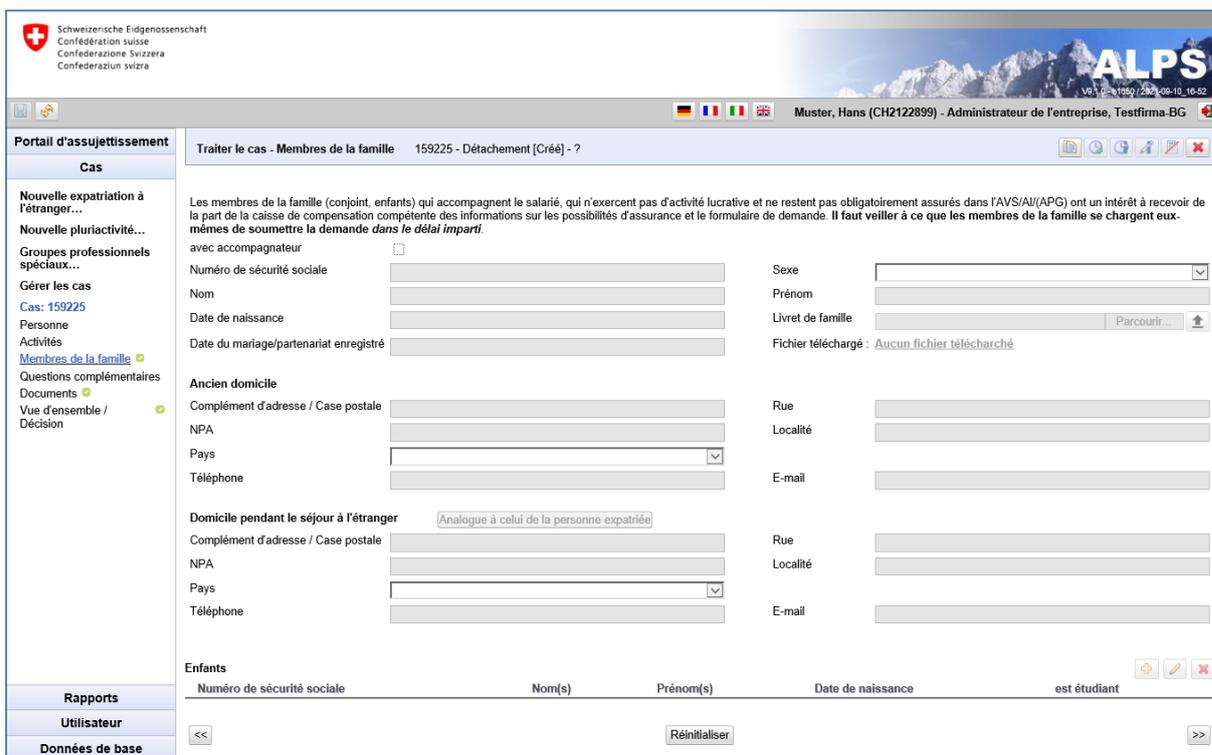 Schweizerische Eidgenossenschaft
Confédération suisse
Confederazione Svizzera
Confederaziun svizra
ALPS
V9.1.0 - b1650 / 2021-09-10_16-52
Muster, Hans (CH2122899) - Administrateur de l'entreprise, Testfirma-BG
Portail d'assujettissement
Cas
Nouvelle expatriation à
l'étranger...
Nouvelle pluriactivité...
Groupes professionnels
spéciaux...
Gérer les cas
Cas: 159225
Personne
Activités
Membres de la famille
Questions complémentaires
Documents
Vue d'ensemble /
Décision
Rapports
Utilisateur
Données de base
Traiter le cas - Membres de la famille 159225 - Détachement [Créé] - ?
Les membres de la famille (conjoint, enfants) qui accompagnent le salarié, qui n'exercent pas d'activité lucrative et ne restent pas obligatoirement assurés dans l'AVS/AI/(APG) ont un intérêt à recevoir de
la part de la caisse de compensation compétente des informations sur les possibilités d'assurance et le formulaire de demande. Il faut veiller à ce que les membres de la famille se chargent eux-
mêmes de soumettre la demande dans le délai imparti.
avec accompagnateur
Numéro de sécurité sociale Sexe
Nom Prénom
Date de naissance Livret de famille Parcourir...
Date du mariage/partenariat enregistré Fichier téléchargé : Aucun fichier télécharché
Ancien domicile
Complément d'adresse / Case postale Rue
NPA Localité
Pays
Téléphone E-mail
Domicile pendant le séjour à l'étranger Analogue à celui de la personne expatriée
Complément d'adresse / Case postale Rue
NPA Localité
Pays
Téléphone E-mail
Enfants
Numéro de sécurité sociale Nom(s) Prénom(s) Date de naissance est étudiant
<< Réinitialiser >>